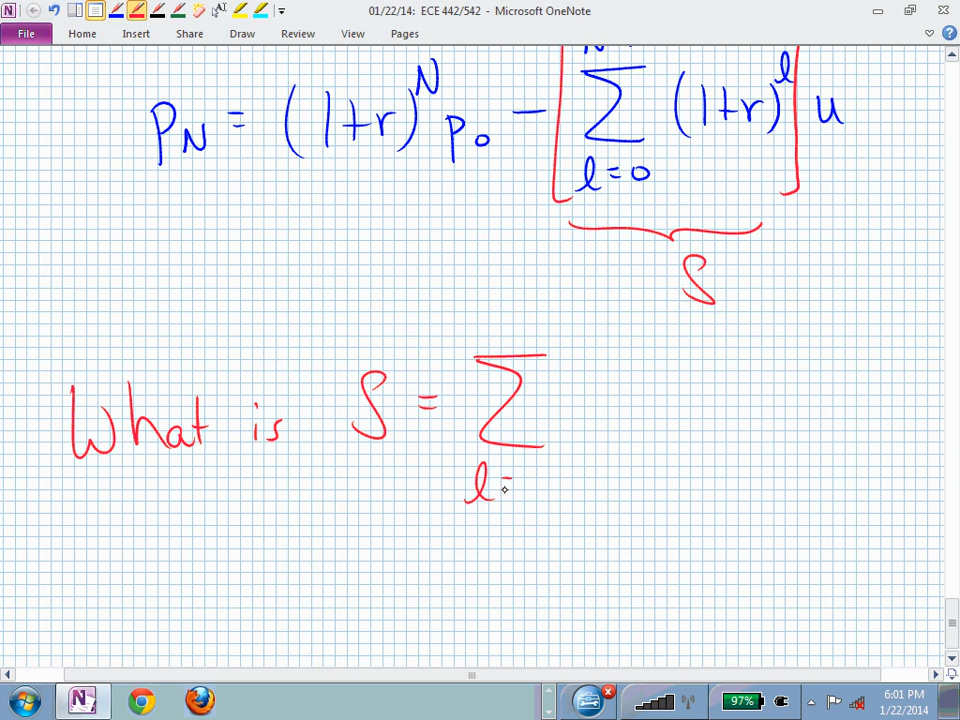 01/22/14: ECE 442/542 - Microsoft OneNote
File Home Insert Share Draw Review View Pages
p_N = (1+r)^N p_0 - [∑ (1+r)^l] u
l=0
S
What is S = ∑
l=
97%
6:01 PM
1/22/2014